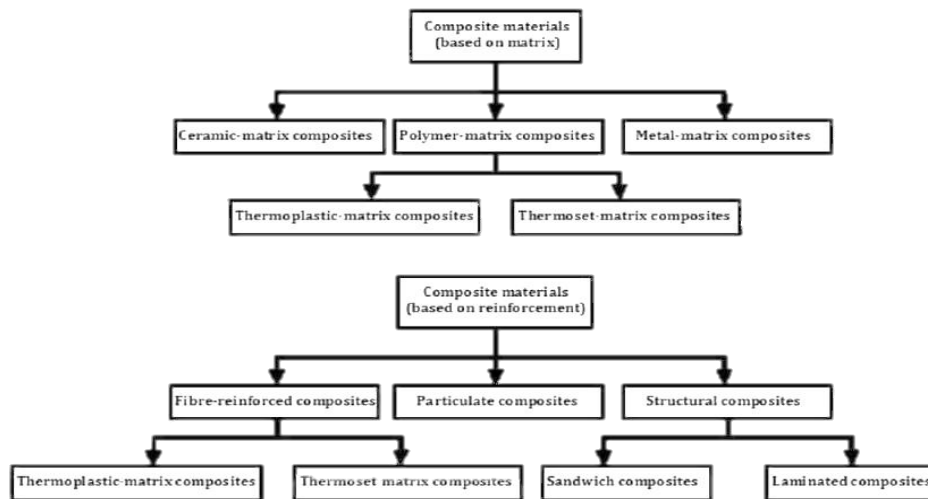 Composite materials
(based on matrix)
Ceramic-matrix composites
Polymer-matrix composites
Metal-matrix composites
Thermoplastic-matrix composites
Thermoset-matrix composites
Composite materials
(based on reinforcement)
Fibre-reinforced composites
Particulate composites
Structural composites
Thermoplastic-matrix composites
Thermoset matrix composites
Sandwich composites
Laminated composites